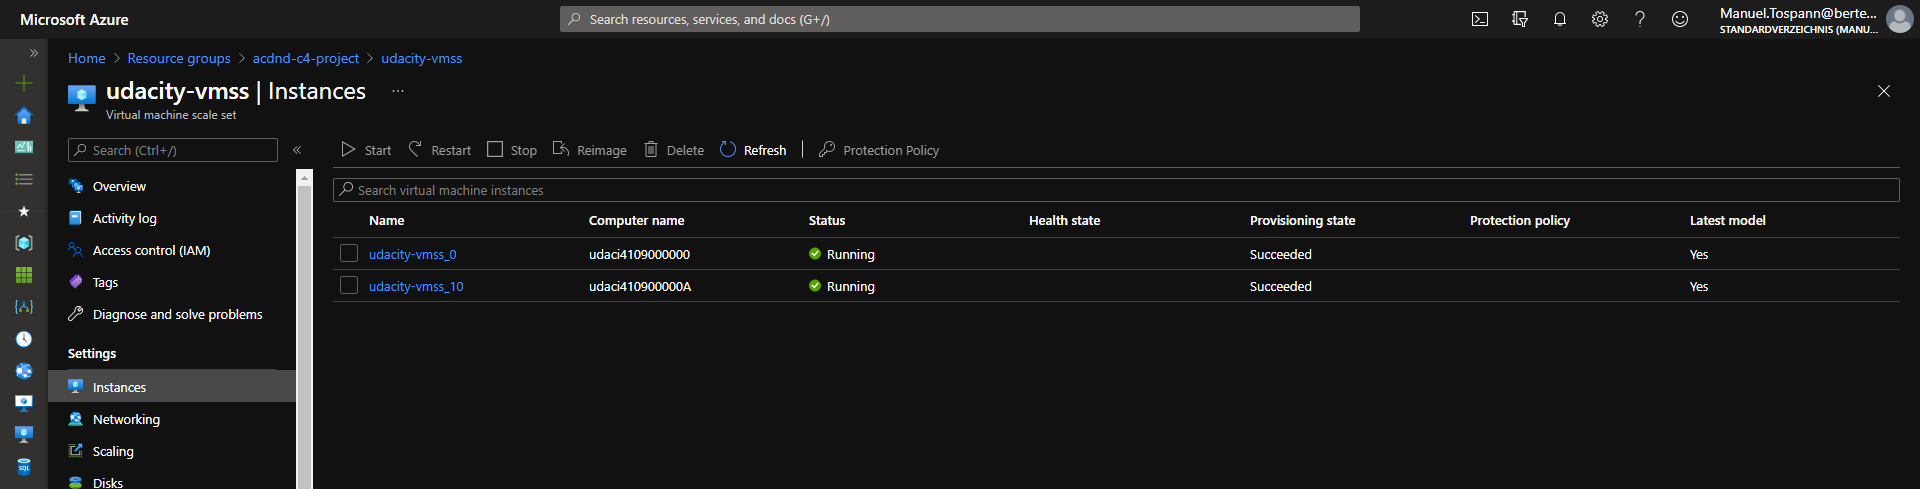 Microsoft Azure
Search resources, services, and docs (G+/)
Manuel.Tospann@berte...
STANDARDVERZEICHNIS (MANU...
Home > Resource groups > acdnd-c4-project > udacity-vmss
udacity-vmss | Instances ...
Virtual machine scale set
Search (Ctrl+/)
Overview
Activity log
Access control (IAM)
Tags
Diagnose and solve problems
Settings
Instances
Networking
Scaling
Disks
Start Restart Stop Reimage Delete Refresh | Protection Policy
Search virtual machine instances
Name Computer name Status Health state Provisioning state Protection policy Latest model
udacity-vmss_0 udaci4109000000 Running Succeeded Yes
udacity-vmss_10 udaci410900000A Running Succeeded Yes
SQL